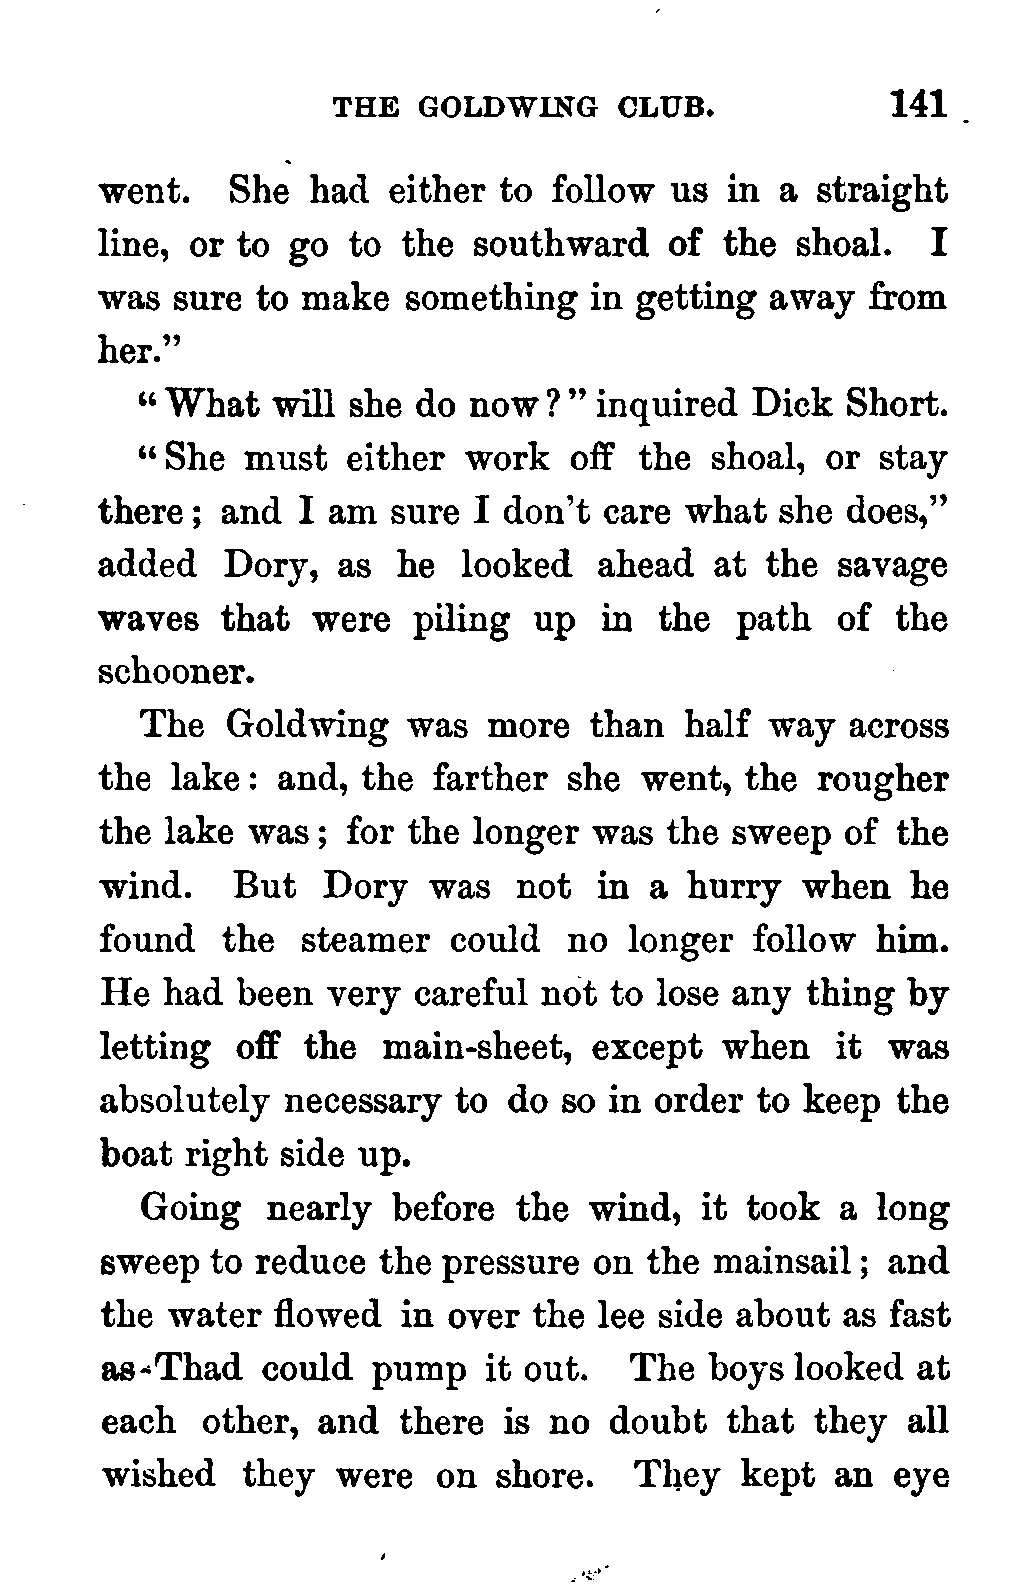 THE GOLDWING CLUB. 141
went. She had either to follow us in a straight
line, or to go to the southward of the shoal. I
was sure to make something in getting away from
her.”
“What will she do now?” inquired Dick Short.
“She must either work off the shoal, or stay
there; and I am sure I don’t care what she does,”
added Dory, as he looked ahead at the savage
waves that were piling up in the path of the
schooner.
The Goldwing was more than half way across
the lake: and, the farther she went, the rougher
the lake was; for the longer was the sweep of the
wind. But Dory was not in a hurry when he
found the steamer could no longer follow him.
He had been very careful not to lose any thing by
letting off the main-sheet, except when it was
absolutely necessary to do so in order to keep the
boat right side up.
Going nearly before the wind, it took a long
sweep to reduce the pressure on the mainsail; and
the water flowed in over the lee side about as fast
as Thad could pump it out. The boys looked at
each other, and there is no doubt that they all
wished they were on shore. They kept an eye